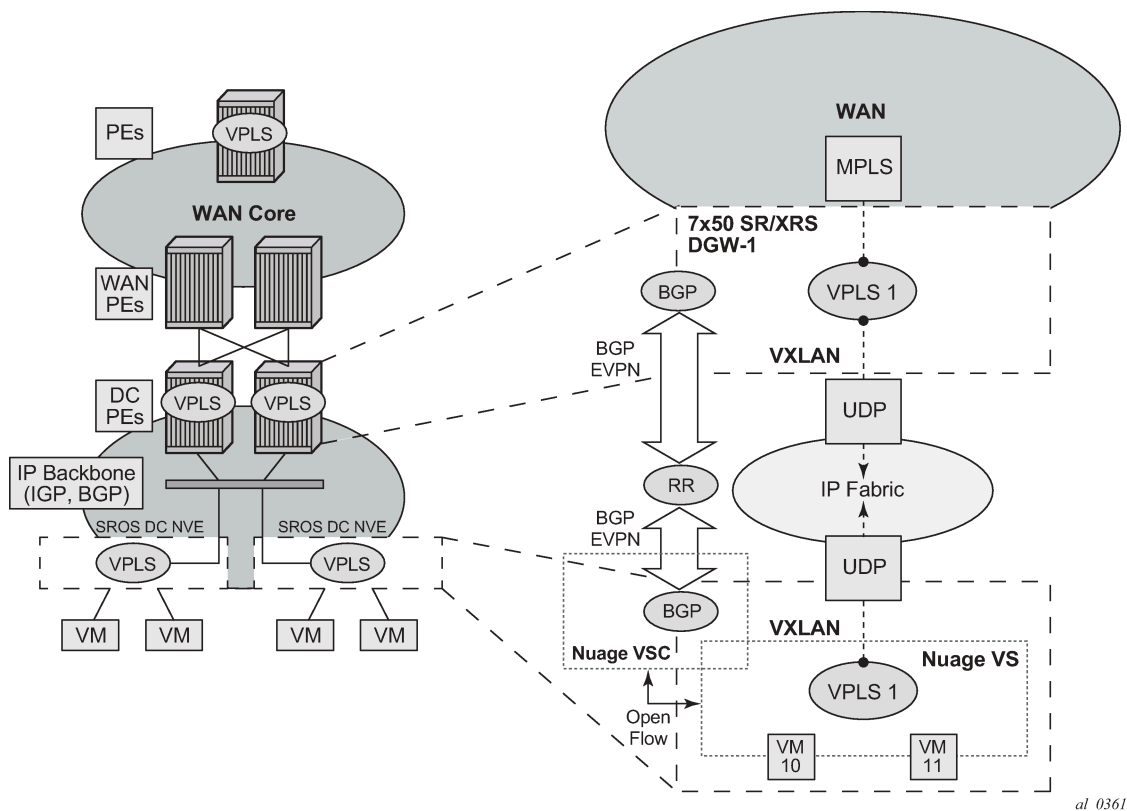 PEs
VPLS
WAN Core
WAN
PEs
DC
PEs
VPLS
VPLS
IP Backbone
(IGP, BGP)
SROS DC NVE
SROS DC NVE
VPLS
VPLS
VM
VM
VM
VM
WAN
MPLS
7x50 SR/XRS
DGW-1
BGP
VPLS 1
BGP
EVPN
VXLAN
UDP
RR
IP Fabric
BGP
EVPN
UDP
BGP
VXLAN
Nuage VSC
Nuage VS
VPLS 1
Open
Flow
VM
10
VM
11
al_0361